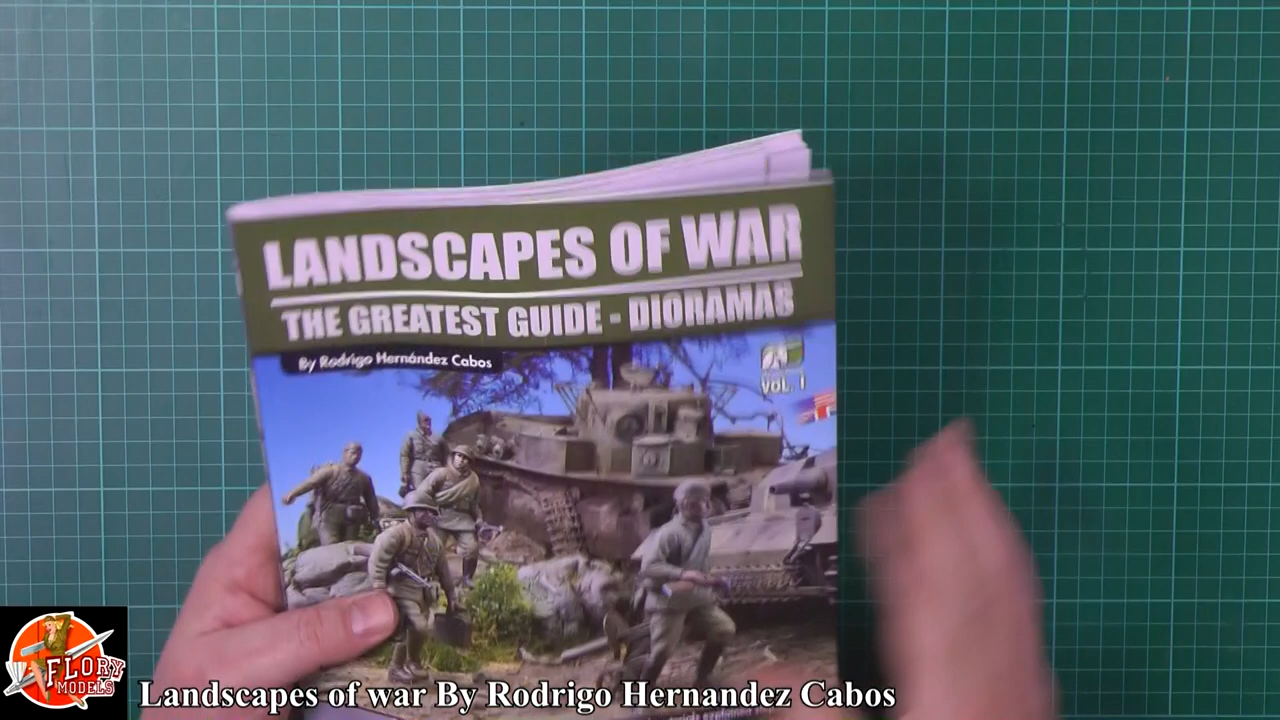 LANDSCAPES OF WAR
THE GREATEST GUIDE - DIORAMAS
By Rodrigo Hernández Cabos
VOL. I
FLORY
MODELS
Landscapes of war By Rodrigo Hernandez Cabos